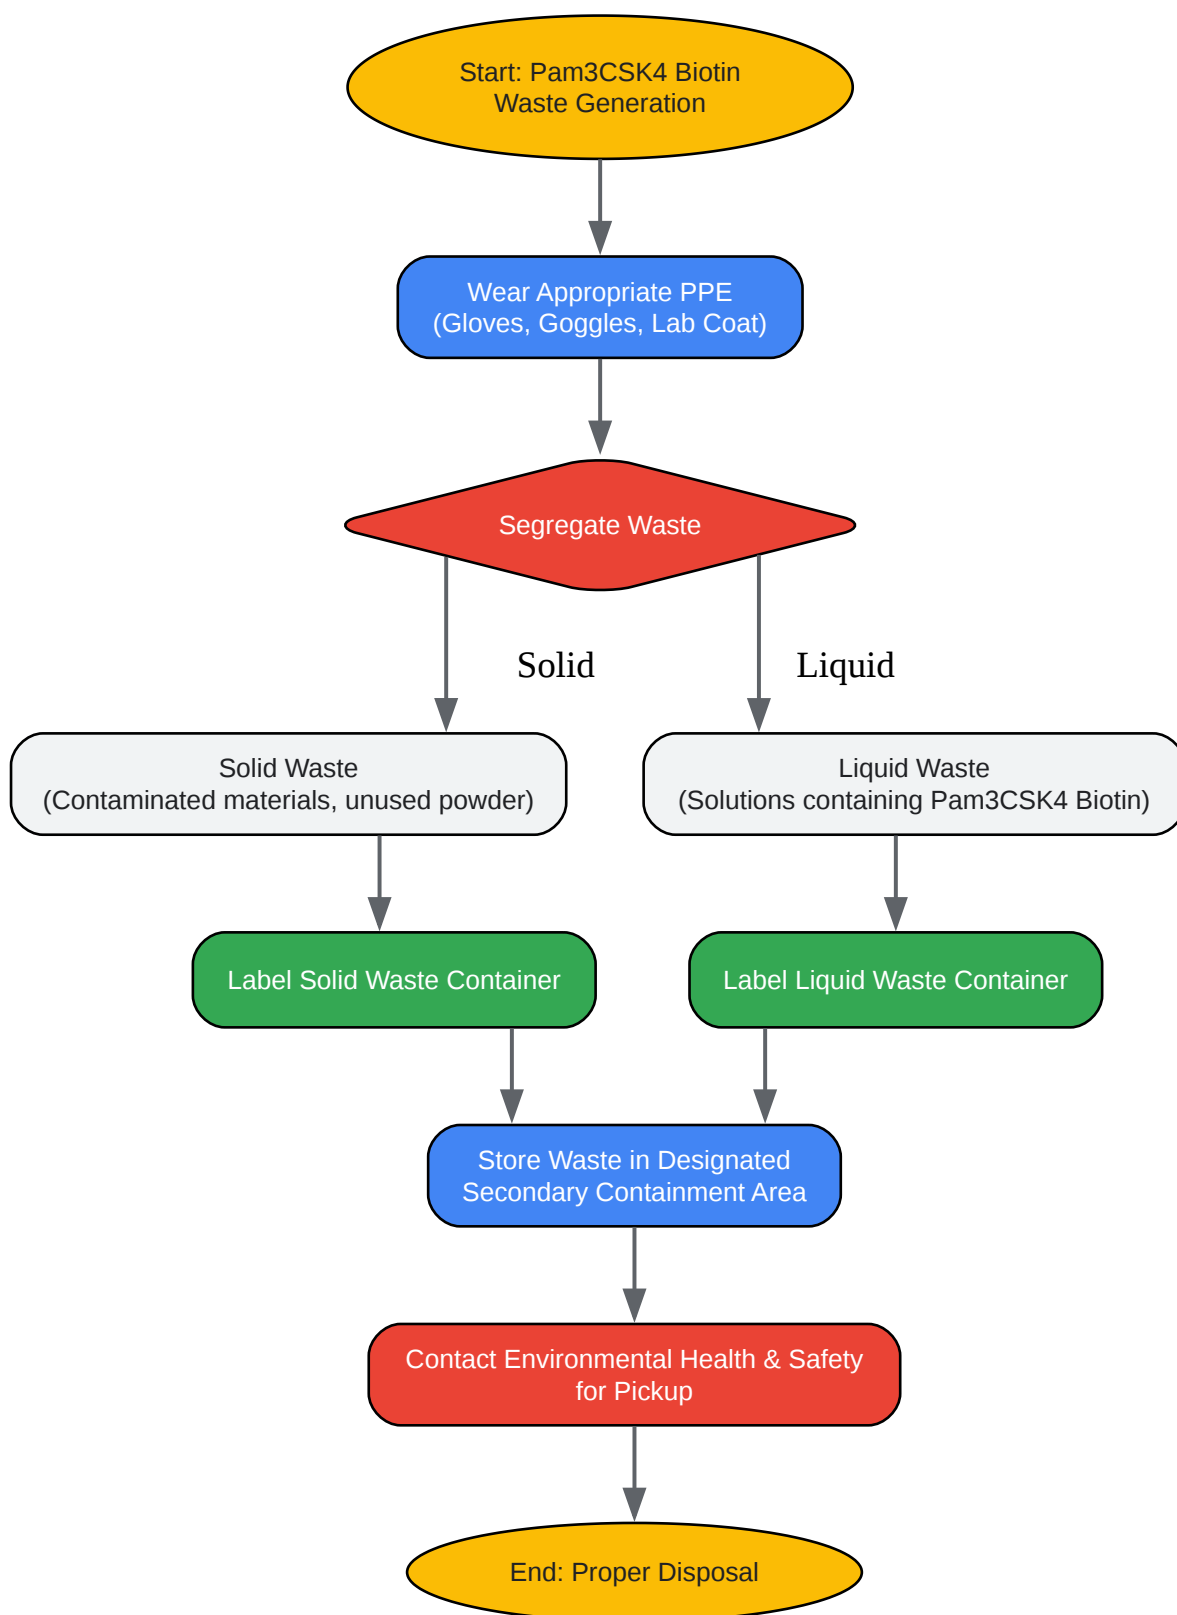 Start: Pam3CSK4 Biotin
Waste Generation
Wear Appropriate PPE
(Gloves, Goggles, Lab Coat)
Segregate Waste
Solid
Liquid
Solid Waste
(Contaminated materials, unused powder)
Liquid Waste
(Solutions containing Pam3CSK4 Biotin)
Label Solid Waste Container
Label Liquid Waste Container
Store Waste in Designated
Secondary Containment Area
Contact Environmental Health & Safety
for Pickup
End: Proper Disposal